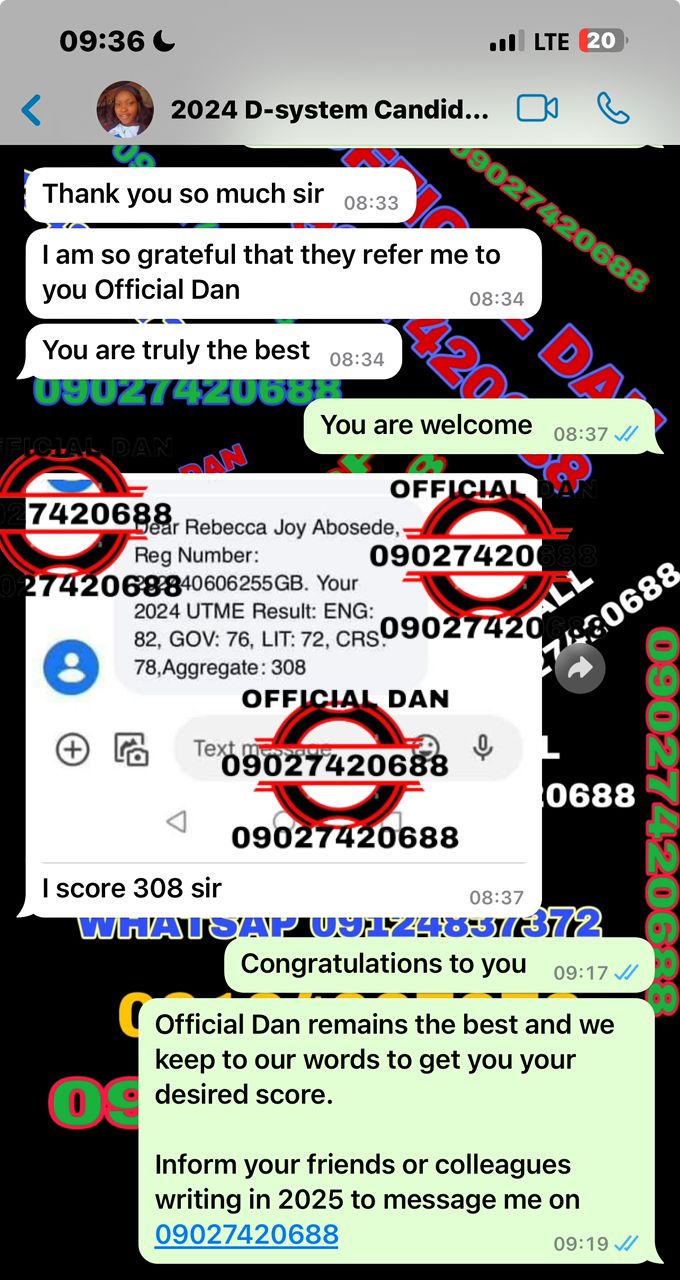 09:36
LTE 20
2024 D-system Candid...
Thank you so much sir 08:33
I am so grateful that they refer me to
you Official Dan 08:34
You are truly the best 08:34
09027420688
09027420688
You are welcome 08:37
DAN
OFFICIAL DAN
7420688
Dear Rebecca Joy Abosede,
Reg Number:
09027420688
40606255GB. Your
2024 UTME Result: ENG:
82, GOV: 76, LIT: 72, CRS:
78,Aggregate: 308
27420688
09027420688
OFFICIAL DAN
Text message
09027420688
09027420688
0688
09027420688
I score 308 sir 08:37
WHATSAP 09124837372
Congratulations to you 09:17
Official Dan remains the best and we
keep to our words to get you your
desired score.
Inform your friends or colleagues
writing in 2025 to message me on
09027420688 09:19